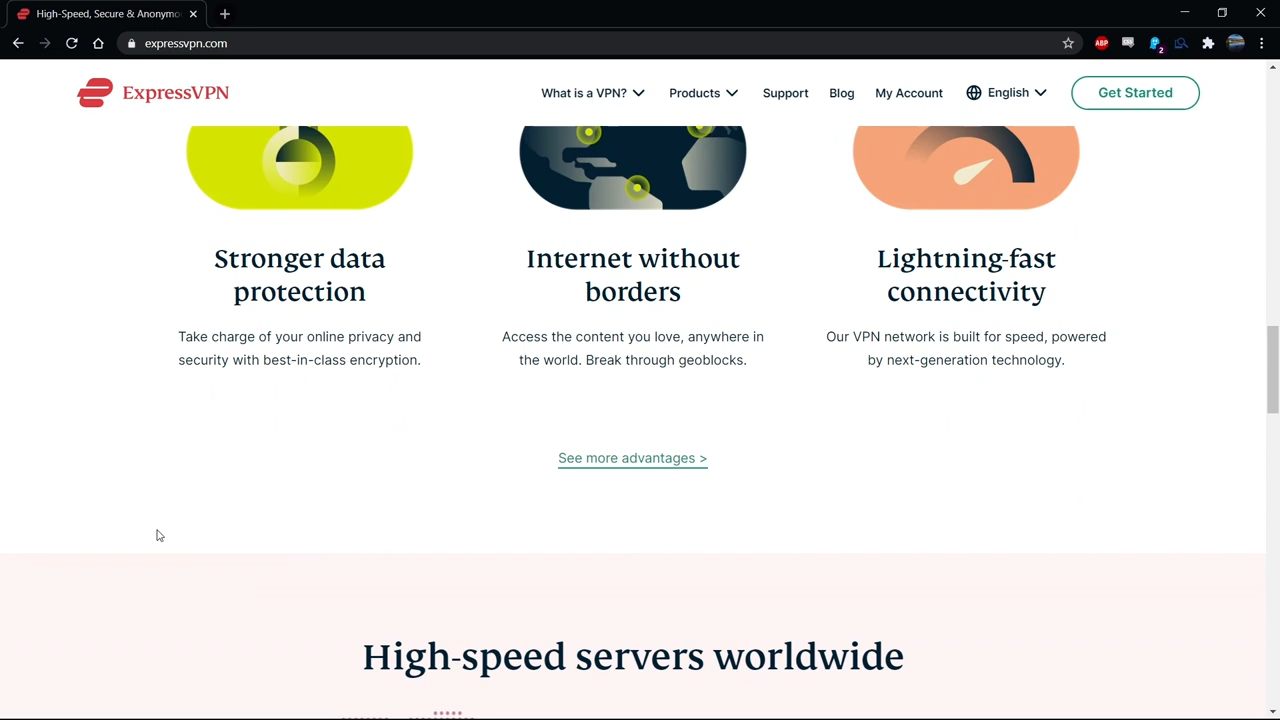 High-Speed, Secure & Anonymo
expressvpn.com
ABP
2
ExpressVPN
What is a VPN?
Products
Support
Blog
My Account
English
Get Started
Stronger data
protection
Take charge of your online privacy and
security with best-in-class encryption.
Internet without
borders
Access the content you love, anywhere in
the world. Break through geoblocks.
Lightning-fast
connectivity
Our VPN network is built for speed, powered
by next-generation technology.
See more advantages >
High-speed servers worldwide